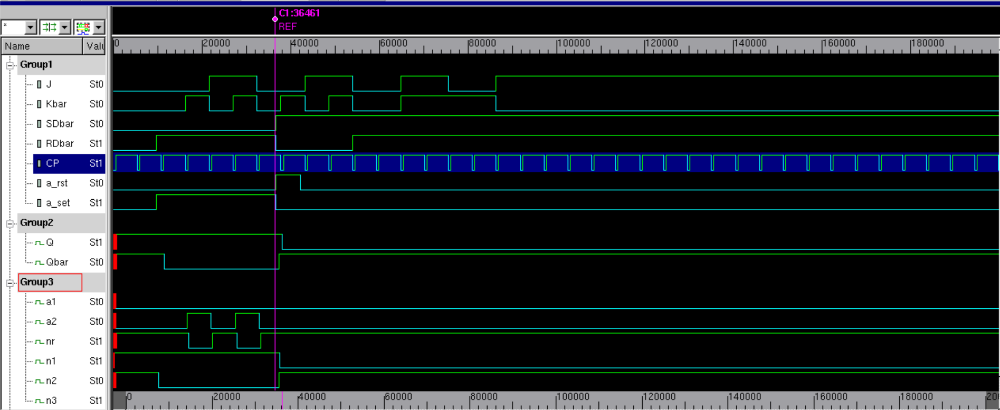 C1:36461
REF
*
Name Valu
0 20000 40000 60000 80000 100000 120000 140000 160000 180000
Group1
J St0
Kbar St0
SDbar St0
RDbar St1
CP St1
a_rst St0
a_set St1
Group2
Q St1
Qbar St0
Group3
a1 St0
a2 St0
nr St1
n1 St1
n2 St0
n3 St1
0 20000 40000 60000 80000 100000 120000 140000 160000 180000 20